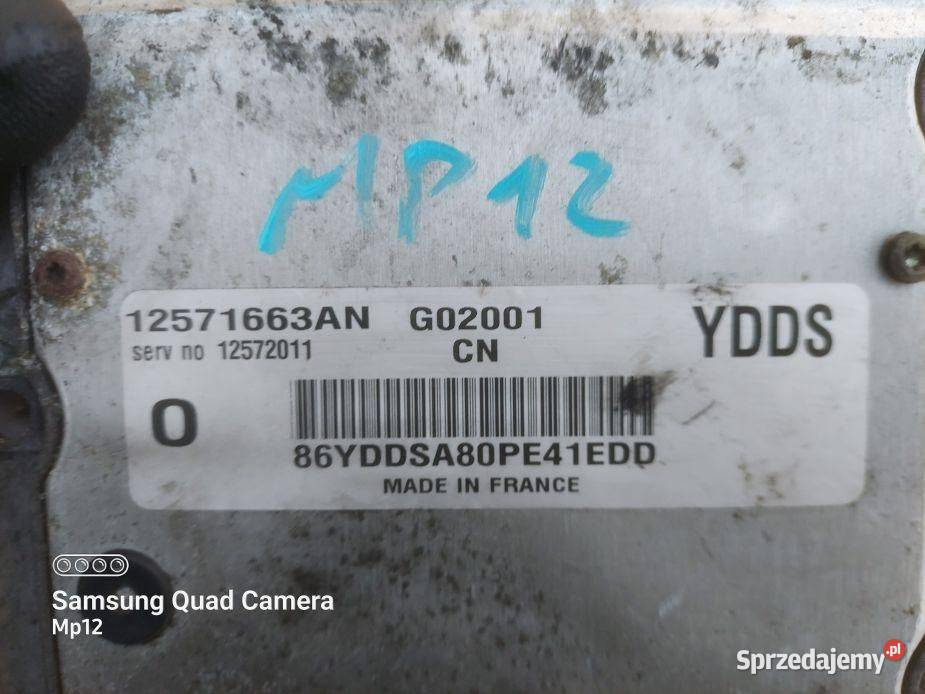 MP12
12571663AN G02001 YDDS
serv no 12572011 CN
O
86YDDSA80PE41EDD
MADE IN FRANCE
Samsung Quad Camera
Mp12
Sprzedajemy.pl